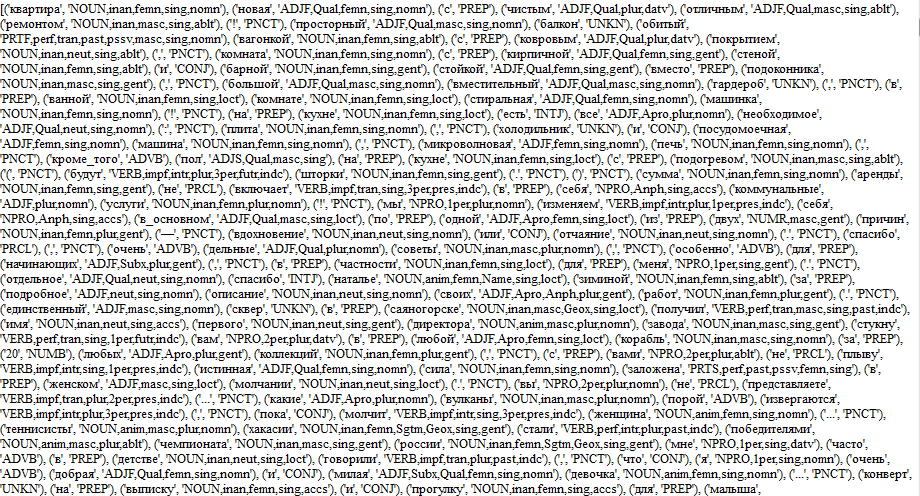 [('квартира', 'NOUN,inan,femn,sing,nomn'), ('новая', 'ADJF,Qual,femn,sing,nomn'), ('с', 'PREP'), ('чистым', 'ADJF,Qual,plur,datv'), ('отличным', 'ADJF,Qual,masc,sing,ablt'),
('ремонтом', 'NOUN,inan,masc,sing,ablt'), ('!', 'PNCT'), ('просторный', 'ADJF,Qual,masc,sing,nomn'), ('балкон', 'UNKN'), ('обитый',
'PRTF,perf,tran,past,pssv,masc,sing,nomn'), ('вагонкой', 'NOUN,inan,femn,sing,ablt'), ('с', 'PREP'), ('ковровым', 'ADJF,Qual,plur,datv'), ('покрытием',
'NOUN,inan,neut,sing,ablt'), (',', 'PNCT'), ('комната', 'NOUN,inan,femn,sing,nomn'), ('с', 'PREP'), ('кирпичной', 'ADJF,Qual,femn,sing,gent'), ('стеной',
'NOUN,inan,femn,sing,ablt'), ('и', 'CONJ'), ('барной', 'NOUN,inan,femn,sing,gent'), ('стойкой', 'ADJF,Qual,femn,sing,gent'), ('вместо', 'PREP'), ('подоконника',
'NOUN,inan,masc,sing,gent'), (',', 'PNCT'), ('большой', 'ADJF,Qual,masc,sing,nomn'), ('вместительный', 'ADJF,Qual,masc,sing,nomn'), ('гардероб', 'UNKN'), (',', 'PNCT'), ('в',
'PREP'), ('ванной', 'NOUN,inan,femn,sing,loct'), ('комнате', 'NOUN,inan,femn,sing,loct'), ('стиральная', 'ADJF,Qual,femn,sing,nomn'), ('машинка',
'NOUN,inan,femn,sing,nomn'), ('!', 'PNCT'), ('на', 'PREP'), ('кухне', 'NOUN,inan,femn,sing,loct'), ('есть', 'INTJ'), ('все', 'ADJF,Apro,plur,nomn'), ('необходимое',
'ADJF,Qual,neut,sing,nomn'), (':', 'PNCT'), ('плита', 'NOUN,inan,femn,sing,nomn'), (',', 'PNCT'), ('холодильник', 'UNKN'), ('и', 'CONJ'), ('посудомоечная',
'ADJF,femn,sing,nomn'), ('машина', 'NOUN,inan,femn,sing,nomn'), (',', 'PNCT'), ('микроволновая', 'ADJF,femn,sing,nomn'), ('печь', 'NOUN,inan,femn,sing,nomn'), (',',
'PNCT'), ('кроме_того', 'ADVB'), ('пол', 'ADJS,Qual,masc,sing'), ('на', 'PREP'), ('кухне', 'NOUN,inan,femn,sing,loct'), ('с', 'PREP'), ('подогревом', 'NOUN,inan,masc,sing,ablt'),
('(', 'PNCT'), ('будут', 'VERB,impf,intr,plur,3per,futr,indc'), ('шторки', 'NOUN,inan,femn,sing,gent'), ('.', 'PNCT'), (')', 'PNCT'), ('сумма', 'NOUN,inan,femn,sing,nomn'), ('аренды',
'NOUN,inan,femn,sing,gent'), ('не', 'PRCL'), ('включает', 'VERB,impf,tran,sing,3per,pres,indc'), ('в', 'PREP'), ('себя', 'NPRO,Anph,sing,accs'), ('коммунальные',
'ADJF,plur,nomn'), ('услуги', 'NOUN,inan,femn,plur,nomn'), ('!', 'PNCT'), ('мы', 'NPRO,1per,plur,nomn'), ('изменяем', 'VERB,impf,intr,plur,1per,pres,indc'), ('себя',
'NPRO,Anph,sing,accs'), ('в_основном', 'ADJF,Qual,masc,sing,loct'), ('по', 'PREP'), ('одной', 'ADJF,Apro,femn,sing,loct'), ('из', 'PREP'), ('двух', 'NUMR,masc,gent'), ('причин',
'NOUN,inan,femn,plur,gent'), ('—', 'PNCT'), ('вдохновение', 'NOUN,inan,neut,sing,nomn'), ('или', 'CONJ'), ('отчаяние', 'NOUN,inan,neut,sing,nomn'), ('.', 'PNCT'), ('спасибо',
'PRCL'), (',', 'PNCT'), ('очень', 'ADVB'), ('дельные', 'ADJF,Qual,plur,nomn'), ('советы', 'NOUN,inan,masc,plur,nomn'), (',', 'PNCT'), ('особенно', 'ADVB'), ('для', 'PREP'),
('начинающих', 'ADJF,Subx,plur,gent'), (',', 'PNCT'), ('в', 'PREP'), ('частности', 'NOUN,inan,femn,sing,loct'), ('для', 'PREP'), ('меня', 'NPRO,1per,sing,gent'), ('.', 'PNCT'),
('отдельное', 'ADJF,Qual,neut,sing,nomn'), ('спасибо', 'INTJ'), ('наталье', 'NOUN,anim,femn,Name,sing,loct'), ('зиминой', 'NOUN,inan,femn,sing,ablt'), ('за', 'PREP'),
('подробное', 'ADJF,neut,sing,nomn'), ('описание', 'NOUN,inan,neut,sing,nomn'), ('своих', 'ADJF,Apro,Anph,plur,gent'), ('работ', 'NOUN,inan,femn,plur,gent'), ('.', 'PNCT'),
('единственный', 'ADJF,masc,sing,nomn'), ('сквер', 'UNKN'), ('в', 'PREP'), ('саяногорске', 'NOUN,inan,masc,Geox,sing,loct'), ('получил', 'VERB,perf,tran,masc,sing,past,indc'),
('имя', 'NOUN,inan,neut,sing,accs'), ('первого', 'NOUN,inan,neut,sing,gent'), ('директора', 'NOUN,anim,masc,plur,nomn'), ('завода', 'NOUN,inan,masc,sing,gent'), ('стукну',
'VERB,perf,tran,sing,1per,futr,indc'), ('вам', 'NPRO,2per,plur,datv'), ('в', 'PREP'), ('любой', 'ADJF,Apro,femn,sing,loct'), ('корабль', 'NOUN,inan,masc,sing,nomn'), ('за', 'PREP'),
('20', 'NUMB'), ('любых', 'ADJF,Apro,plur,gent'), ('коллекций', 'NOUN,inan,femn,plur,gent'), (',', 'PNCT'), ('с', 'PREP'), ('вами', 'NPRO,2per,plur,ablt'), ('не', 'PRCL'), ('плыву',
'VERB,impf,intr,sing,1per,pres,indc'), ('истинная', 'ADJF,Qual,femn,sing,nomn'), ('сила', 'NOUN,inan,femn,sing,nomn'), ('заложена', 'PRTS,perf,past,pssv,femn,sing'), ('в',
'PREP'), ('женском', 'ADJF,masc,sing,loct'), ('молчании', 'NOUN,inan,neut,sing,loct'), ('.', 'PNCT'), ('вы', 'NPRO,2per,plur,nomn'), ('не', 'PRCL'), ('представляете',
'VERB,impf,tran,plur,2per,pres,indc'), ('...', 'PNCT'), ('какие', 'ADJF,Apro,plur,nomn'), ('вулканы', 'NOUN,inan,masc,plur,nomn'), ('порой', 'ADVB'), ('извергаются',
'VERB,impf,intr,plur,3per,pres,indc'), (',', 'PNCT'), ('пока', 'CONJ'), ('молчит', 'VERB,impf,intr,sing,3per,pres,indc'), ('женщина', 'NOUN,anim,femn,sing,nomn'), ('...', 'PNCT'),
('теннисисты', 'NOUN,anim,masc,plur,nomn'), ('хакасии', 'NOUN,inan,femn,Sgtm,Geox,sing,gent'), ('стали', 'VERB,perf,intr,plur,past,indc'), ('победителями',
'NOUN,anim,masc,plur,ablt'), ('чемпионата', 'NOUN,inan,masc,sing,gent'), ('россии', 'NOUN,inan,femn,Sgtm,Geox,sing,gent'), ('мне', 'NPRO,1per,sing,datv'), ('часто',
'ADVB'), ('в', 'PREP'), ('детстве', 'NOUN,inan,neut,sing,loct'), ('говорили', 'VERB,impf,tran,plur,past,indc'), (',', 'PNCT'), ('что', 'CONJ'), ('я', 'NPRO,1per,sing,nomn'), ('очень',
'ADVB'), ('добрая', 'ADJF,Qual,femn,sing,nomn'), ('и', 'CONJ'), ('милая', 'ADJF,Subx,Qual,femn,sing,nomn'), ('девочка', 'NOUN,anim,femn,sing,nomn'), ('...', 'PNCT'), ('конверт',
'UNKN'), ('на', 'PREP'), ('выписку', 'NOUN,inan,femn,sing,accs'), ('и', 'CONJ'), ('прогулку', 'NOUN,inan,femn,sing,accs'), ('для', 'PREP'), ('малыша',